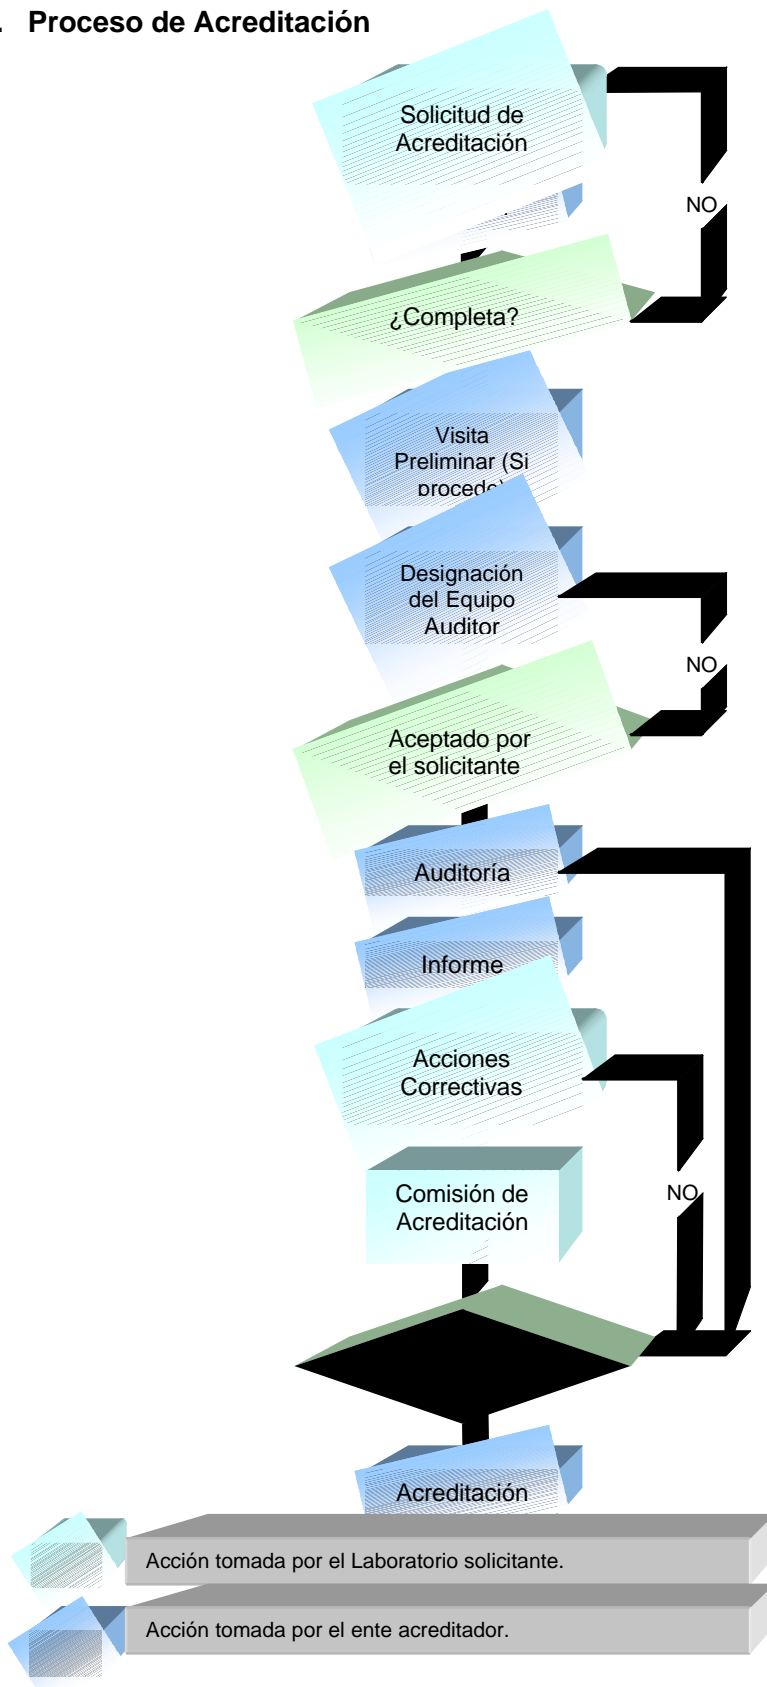 . Proceso de Acreditación
Solicitud de
Acreditación
NO
¿Completa?
Visita
Preliminar (Si
procede)
Designación
del Equipo
Auditor
NO
Aceptado por
el solicitante
Auditoría
Informe
Acciones
Correctivas
Comisión de
Acreditación
NO
Acreditación
Acción tomada por el Laboratorio solicitante.
Acción tomada por el ente acreditador.